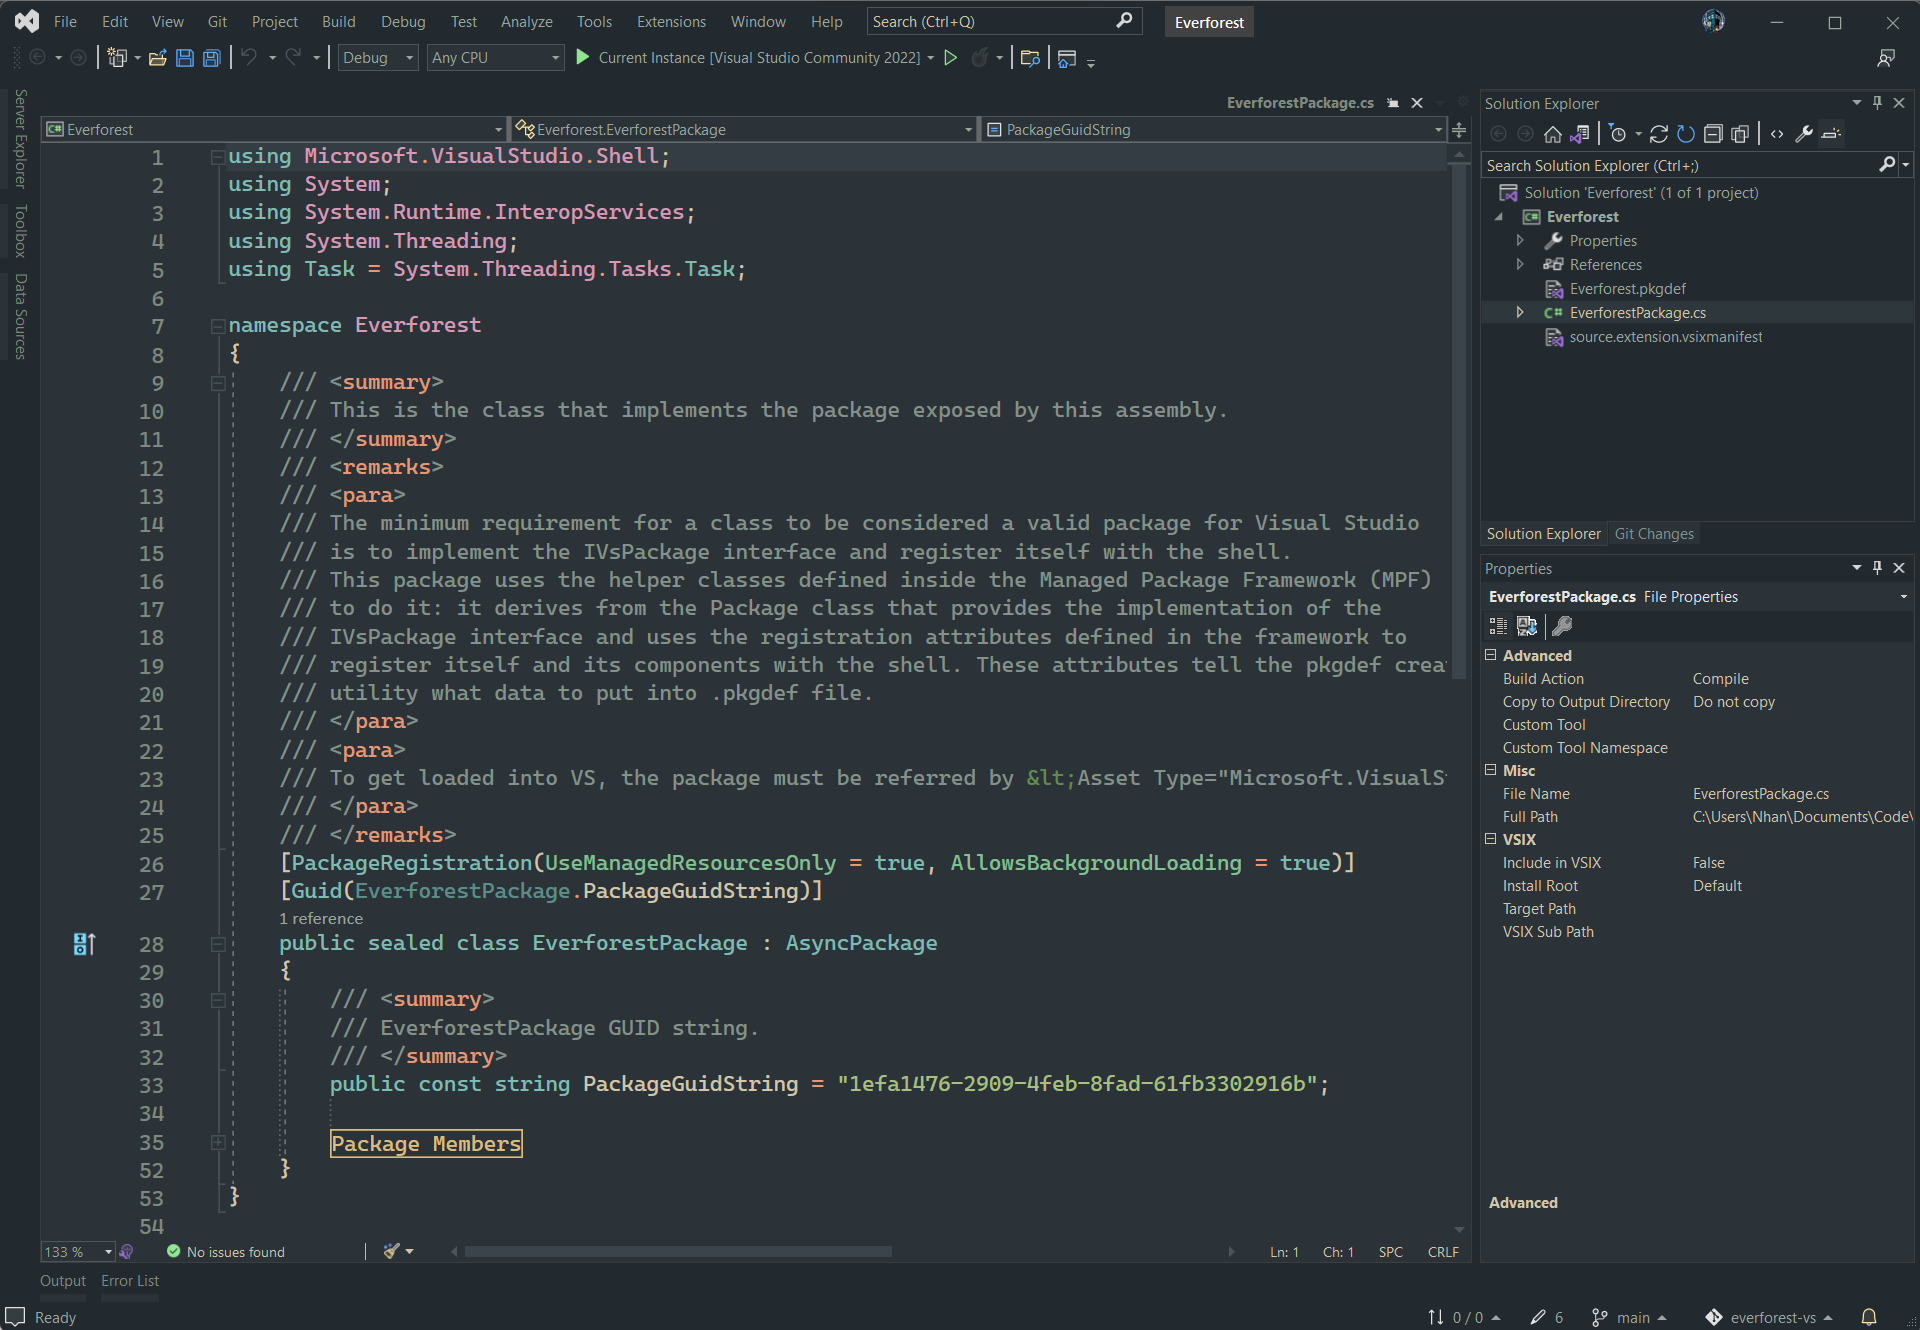 File Edit View Git Project Build Debug Test Analyze Tools Extensions Window Help Search (Ctrl+Q) Everforest
Debug Any CPU Current Instance [Visual Studio Community 2022]
Server Explorer
Toolbox
Data Sources
EverforestPackage.cs
Everforest Everforest.EverforestPackage PackageGuidString
1 using Microsoft.VisualStudio.Shell;
2 using System;
3 using System.Runtime.InteropServices;
4 using System.Threading;
5 using Task = System.Threading.Tasks.Task;
6
7 namespace Everforest
8 {
9 /// <summary>
10 /// This is the class that implements the package exposed by this assembly.
11 /// </summary>
12 /// <remarks>
13 /// <para>
14 /// The minimum requirement for a class to be considered a valid package for Visual Studio
15 /// is to implement the IVsPackage interface and register itself with the shell.
16 /// This package uses the helper classes defined inside the Managed Package Framework (MPF)
17 /// to do it: it derives from the Package class that provides the implementation of the
18 /// IVsPackage interface and uses the registration attributes defined in the framework to
19 /// register itself and its components with the shell. These attributes tell the pkgdef crea
20 /// utility what data to put into .pkgdef file.
21 /// </para>
22 /// <para>
23 /// To get loaded into VS, the package must be referred by &lt;Asset Type="Microsoft.VisualS
24 /// </para>
25 /// </remarks>
26 [PackageRegistration(UseManagedResourcesOnly = true, AllowsBackgroundLoading = true)]
27 [Guid(EverforestPackage.PackageGuidString)]
1 reference
28 public sealed class EverforestPackage : AsyncPackage
29 {
30 /// <summary>
31 /// EverforestPackage GUID string.
32 /// </summary>
33 public const string PackageGuidString = "1efa1476-2909-4feb-8fad-61fb3302916b";
34
35 Package Members
52 }
53 }
54
133 % No issues found Ln: 1 Ch: 1 SPC CRLF
Output Error List
Solution Explorer
Search Solution Explorer (Ctrl+;)
Solution 'Everforest' (1 of 1 project)
Everforest
Properties
References
Everforest.pkgdef
C# EverforestPackage.cs
source.extension.vsixmanifest
Solution Explorer Git Changes
Properties
EverforestPackage.cs File Properties
Advanced
Build Action Compile
Copy to Output Directory Do not copy
Custom Tool
Custom Tool Namespace
Misc
File Name EverforestPackage.cs
Full Path C:\Users\Nhan\Documents\Code\
VSIX
Include in VSIX False
Install Root Default
Target Path
VSIX Sub Path
Advanced
Ready 0 / 0 6 main everforest-vs